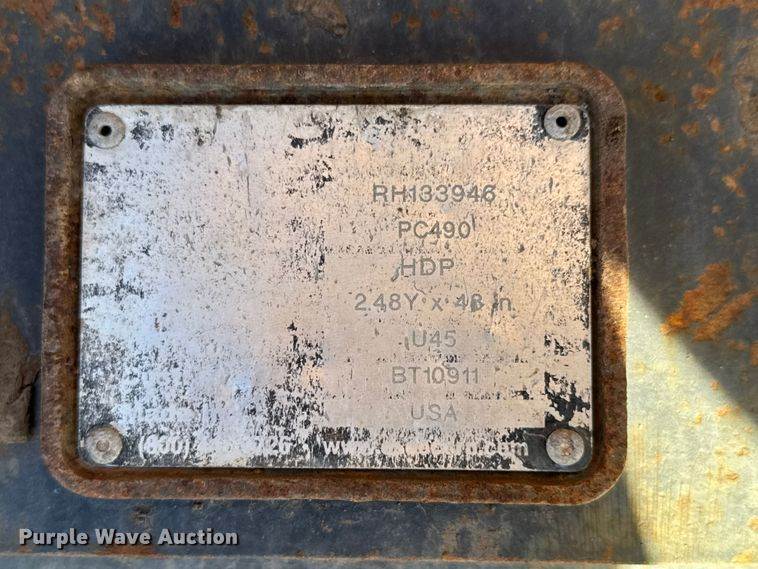 RH133946
PC490
HDP
2.48Y x 48 in
U45
BT10911
USA
Purple Wave Auction